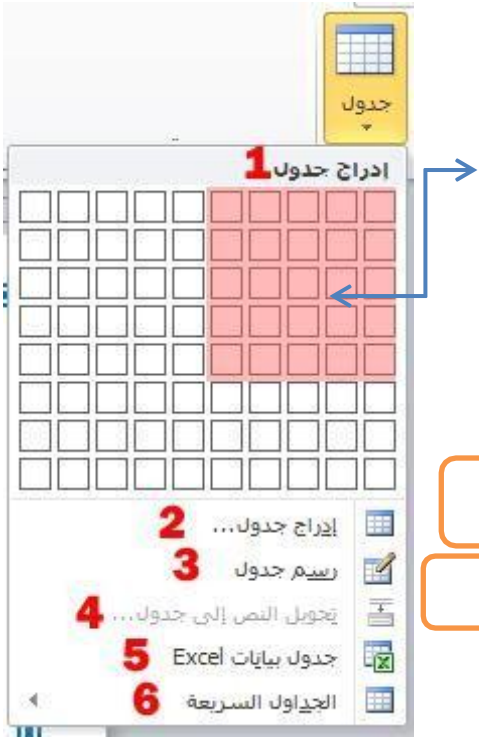 جدول
إدراج جدول 1
إدراج جدول... 2
رسم جدول 3
تحويل النص إلى جدول... 4
جدول بيانات Excel 5
الجداول السريعة 6